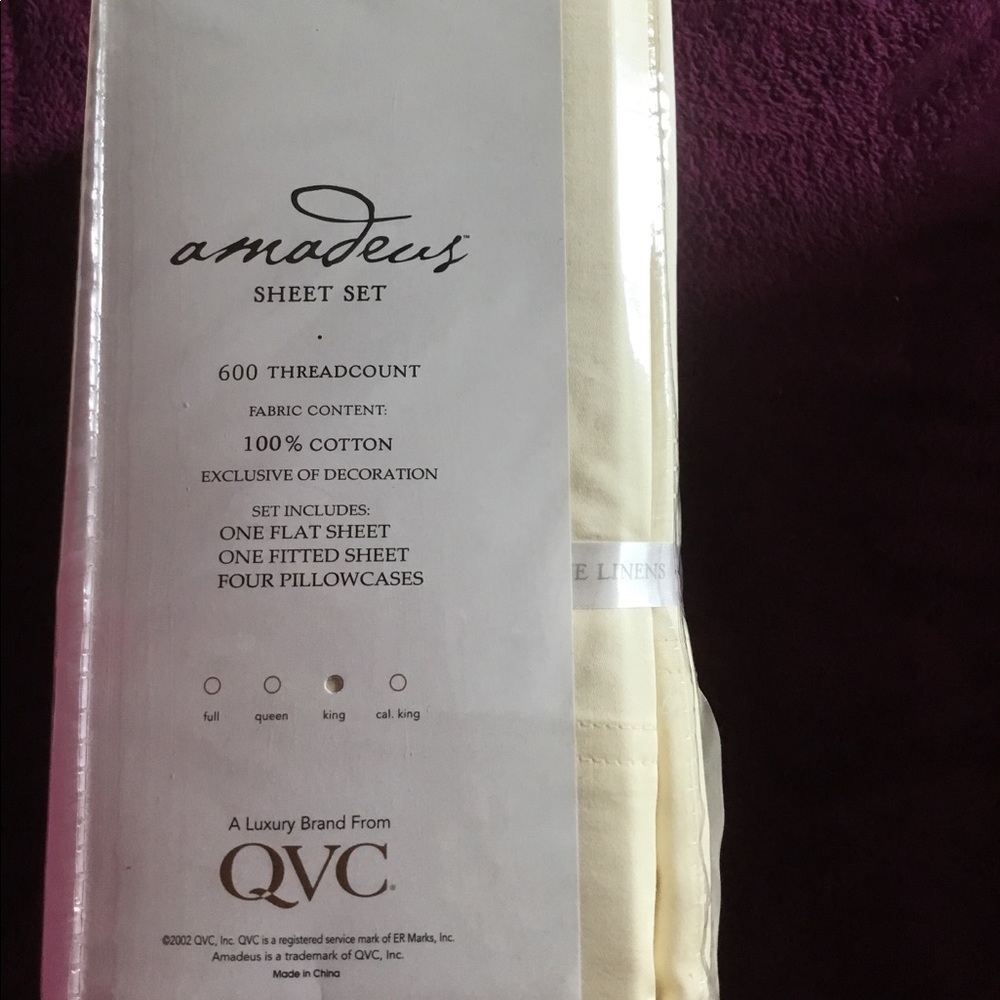 amadeus™
SHEET SET
600 THREADCOUNT
FABRIC CONTENT:
100% COTTON
EXCLUSIVE OF DECORATION
SET INCLUDES:
ONE FLAT SHEET
ONE FITTED SHEET
FOUR PILLOWCASES
E LINENS
full queen king cal. king
A Luxury Brand From
QVC®
©2002 QVC, Inc. QVC is a registered service mark of ER Marks, Inc.
Amadeus is a trademark of QVC, Inc.
Made in China